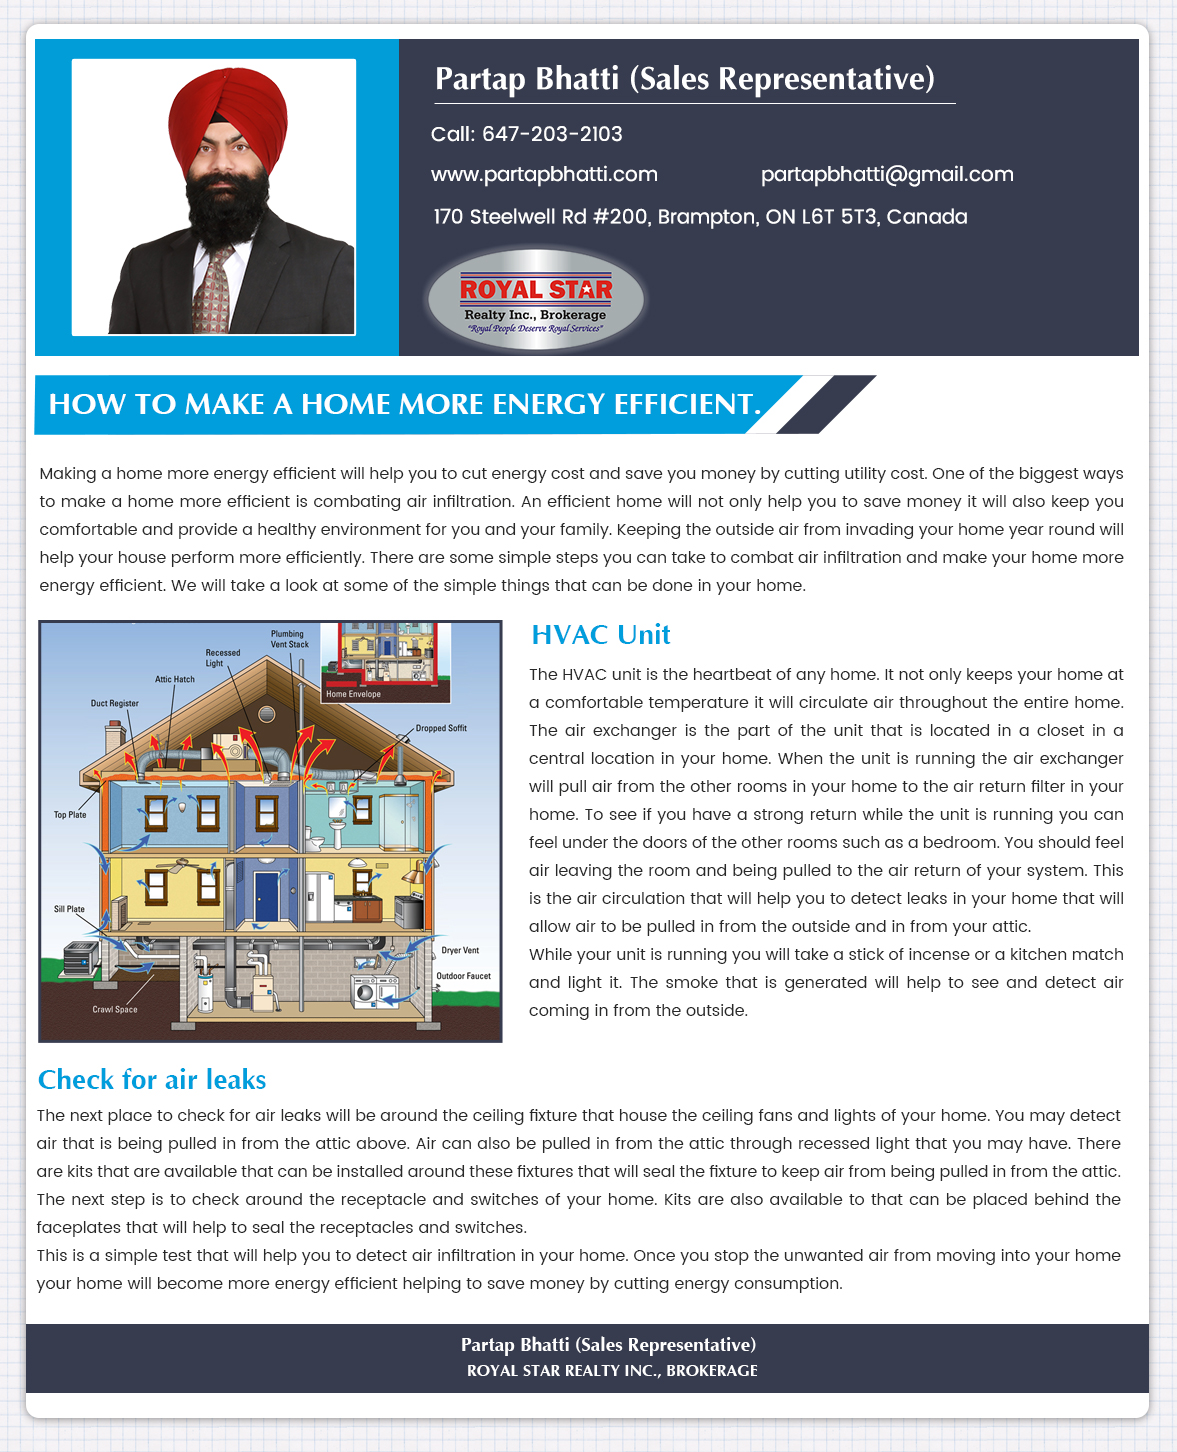 Partap Bhatti (Sales Representative)
Call: 647-203-2103
www.partapbhatti.com
partapbhatti@gmail.com
170 Steelwell Rd #200, Brampton, ON L6T 5T3, Canada
ROYAL STAR
Realty Inc., Brokerage
"Royal People Deserve Royal Services"
HOW TO MAKE A HOME MORE ENERGY EFFICIENT.
Making a home more energy efficient will help you to cut energy cost and save you money by cutting utility cost. One of the biggest ways
to make a home more efficient is combating air infiltration. An efficient home will not only help you to save money it will also keep you
comfortable and provide a healthy environment for you and your family. Keeping the outside air from invading your home year round will
help your house perform more efficiently. There are some simple steps you can take to combat air infiltration and make your home more
energy efficient. We will take a look at some of the simple things that can be done in your home.
Plumbing
Vent Stack
Recessed
Light
Attic Hatch
Duct Register
Home Envelope
Dropped Soffit
Top Plate
Sill Plate
Dryer Vent
Outdoor Faucet
Crawl Space
HVAC Unit
The HVAC unit is the heartbeat of any home. It not only keeps your home at
a comfortable temperature it will circulate air throughout the entire home.
The air exchanger is the part of the unit that is located in a closet in a
central location in your home. When the unit is running the air exchanger
will pull air from the other rooms in your home to the air return filter in your
home. To see if you have a strong return while the unit is running you can
feel under the doors of the other rooms such as a bedroom. You should feel
air leaving the room and being pulled to the air return of your system. This
is the air circulation that will help you to detect leaks in your home that will
allow air to be pulled in from the outside and in from your attic.
While your unit is running you will take a stick of incense or a kitchen match
and light it. The smoke that is generated will help to see and detect air
coming in from the outside.
Check for air leaks
The next place to check for air leaks will be around the ceiling fixture that house the ceiling fans and lights of your home. You may detect
air that is being pulled in from the attic above. Air can also be pulled in from the attic through recessed light that you may have. There
are kits that are available that can be installed around these fixtures that will seal the fixture to keep air from being pulled in from the attic.
The next step is to check around the receptacle and switches of your home. Kits are also available to that can be placed behind the
faceplates that will help to seal the receptacles and switches.
This is a simple test that will help you to detect air infiltration in your home. Once you stop the unwanted air from moving into your home
your home will become more energy efficient helping to save money by cutting energy consumption.
Partap Bhatti (Sales Representative)
ROYAL STAR REALTY INC., BROKERAGE